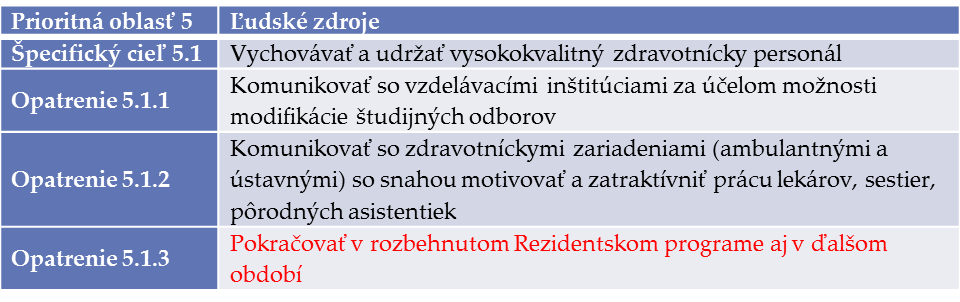 Prioritná oblasť 5 Ľudské zdroje
Špecifický cieľ 5.1 Vychovávať a udržať vysokokvalitný zdravotnícky personál
Opatrenie 5.1.1 Komunikovať so vzdelávacími inštitúciami za účelom možnosti
modifikácie študijných odborov
Opatrenie 5.1.2 Komunikovať so zdravotníckymi zariadeniami (ambulantnými a
ústavnými) so snahou motivovať a zatraktívniť prácu lekárov, sestier,
pôrodných asistentiek
Opatrenie 5.1.3 Pokračovať v rozbehnutom Rezidentskom programe aj v ďalšom
období